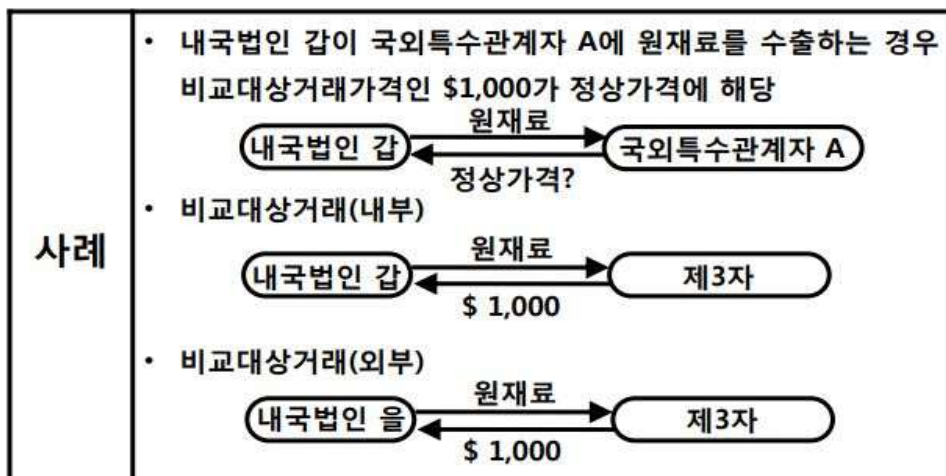 사례
• 내국법인 갑이 국외특수관계자 A에 원재료를 수출하는 경우
비교대상거래가격인 $1,000가 정상가격에 해당
원재료
내국법인 갑
국외특수관계자 A
정상가격?
• 비교대상거래(내부)
원재료
내국법인 갑
제3자
$ 1,000
• 비교대상거래(외부)
원재료
내국법인 을
제3자
$ 1,000